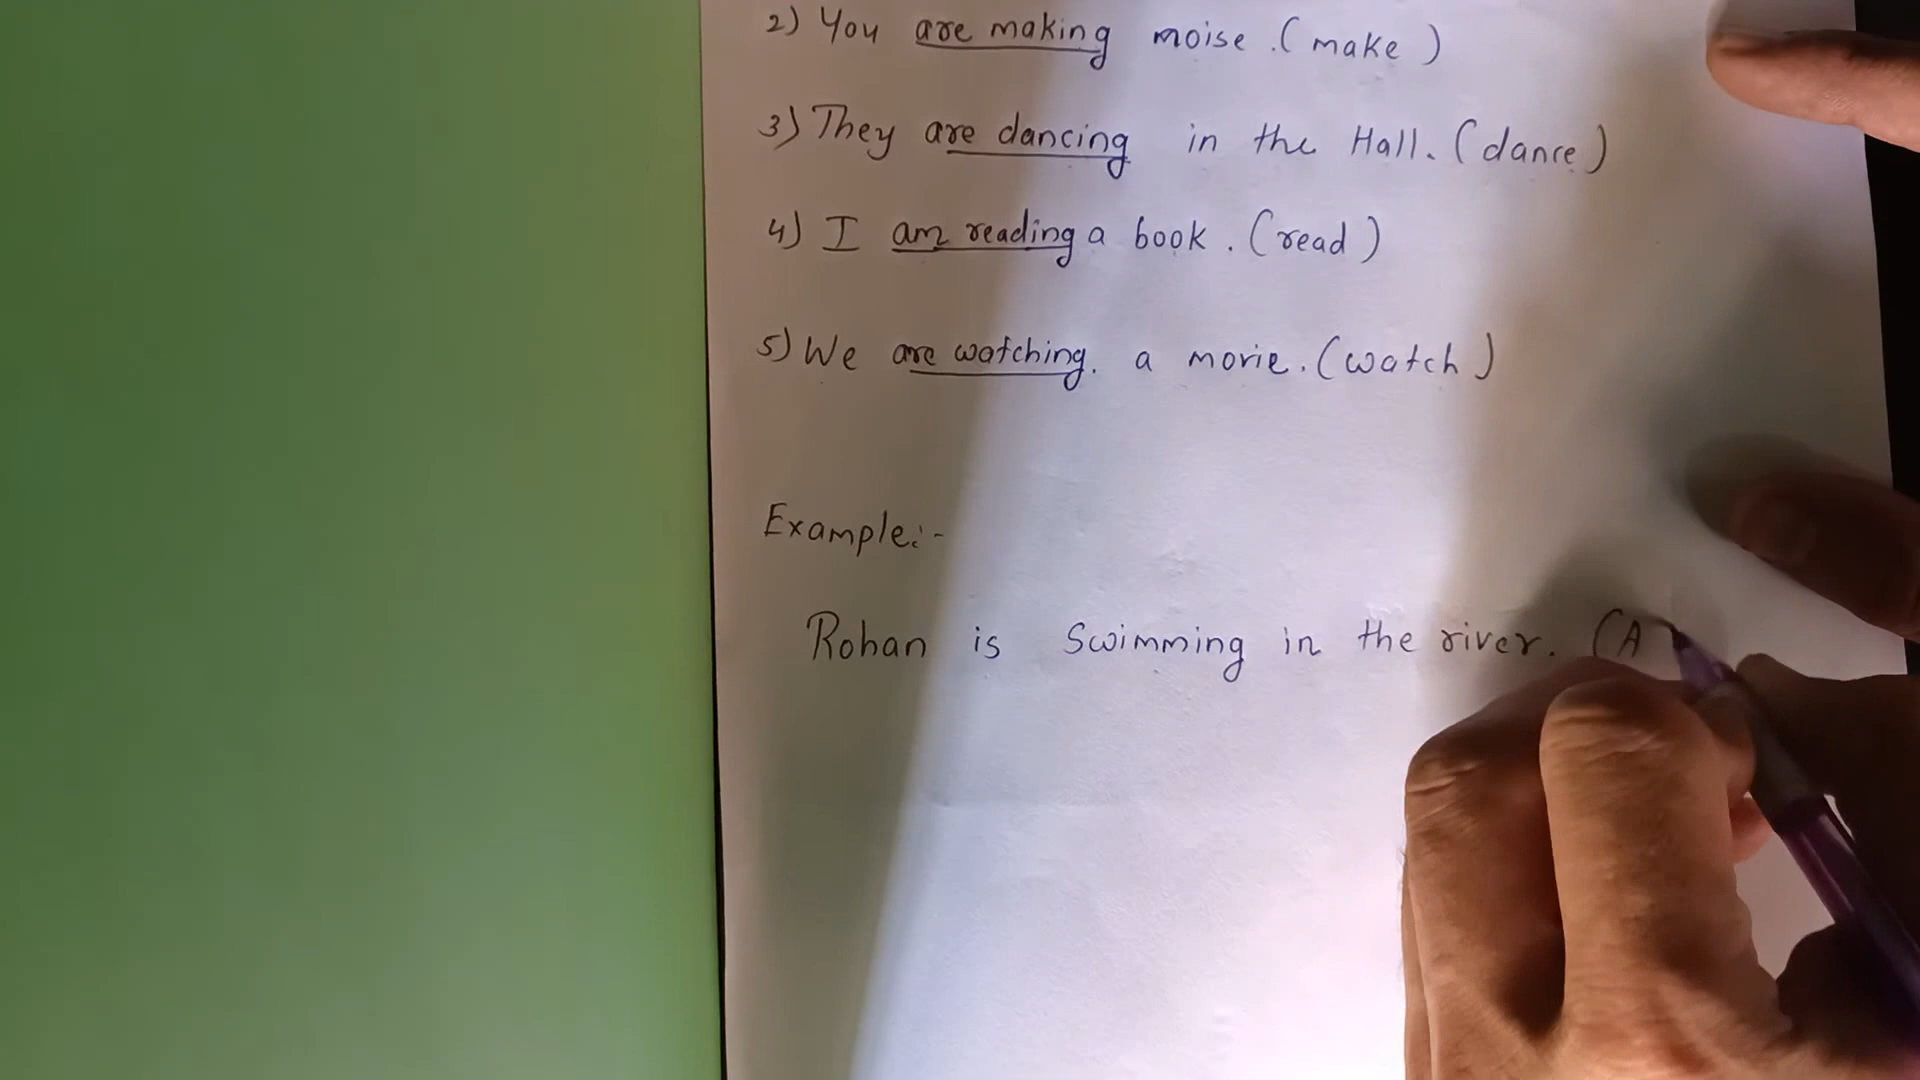 2) You are making noise. (make)
3) They are dancing in the Hall. (dance)
4) I am reading a book. (read)
5) We are watching. a movie. (watch)
Example:-
Rohan is Swimming in the river. (A